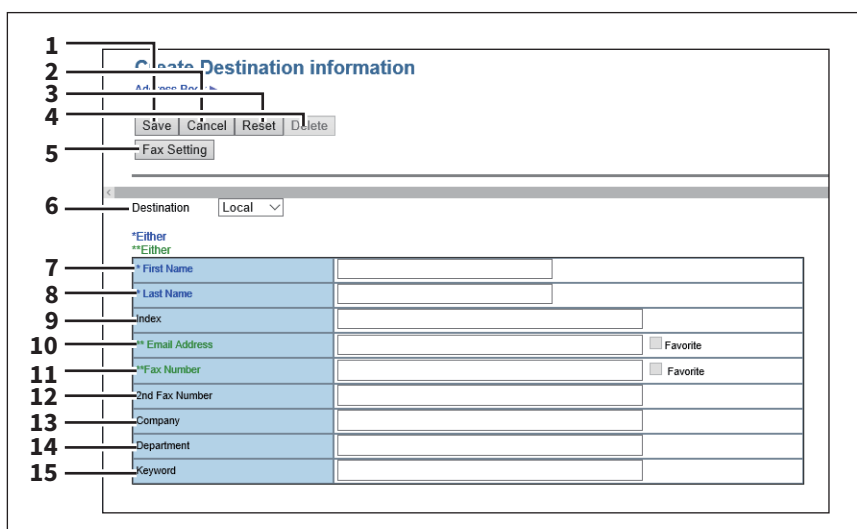 1
Create Destination information
2
3
Address Book ▶
4
Save Cancel Reset Delete
5
Fax Setting
6
Destination Local
*Either
**Either
7
* First Name
8
* Last Name
9
Index
10
** Email Address Favorite
11
**Fax Number Favorite
12
2nd Fax Number
13
Company
14
Department
15
Keyword